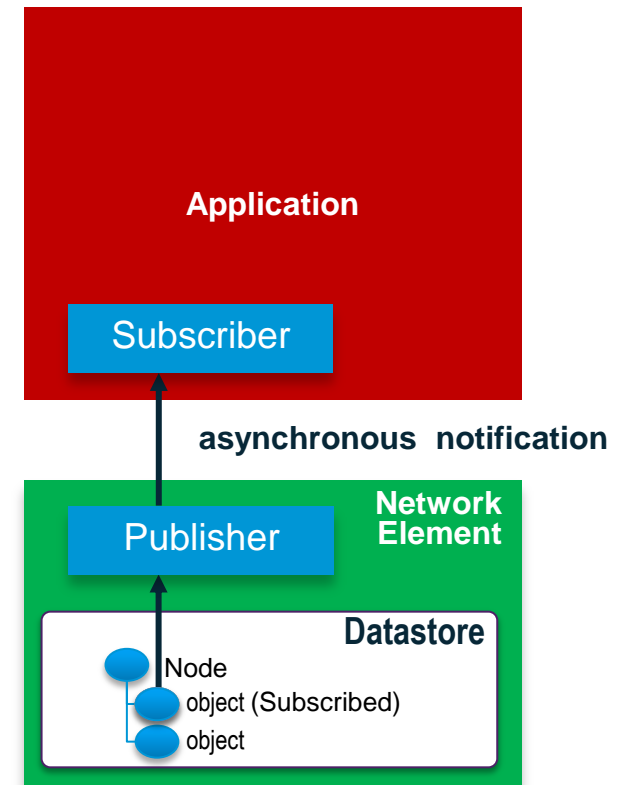 Application
Subscriber
asynchronous notification
Network
Element
Publisher
Datastore
Node
object (Subscribed)
object